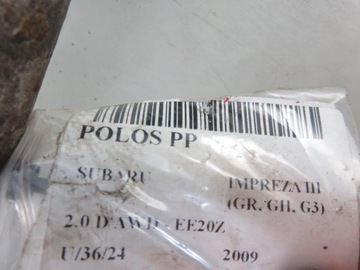 POLOS PP
SUBARU IMPREZA III
(GR, GH, G3)
2.0 D AWD - EE20Z
U/36/24 2009